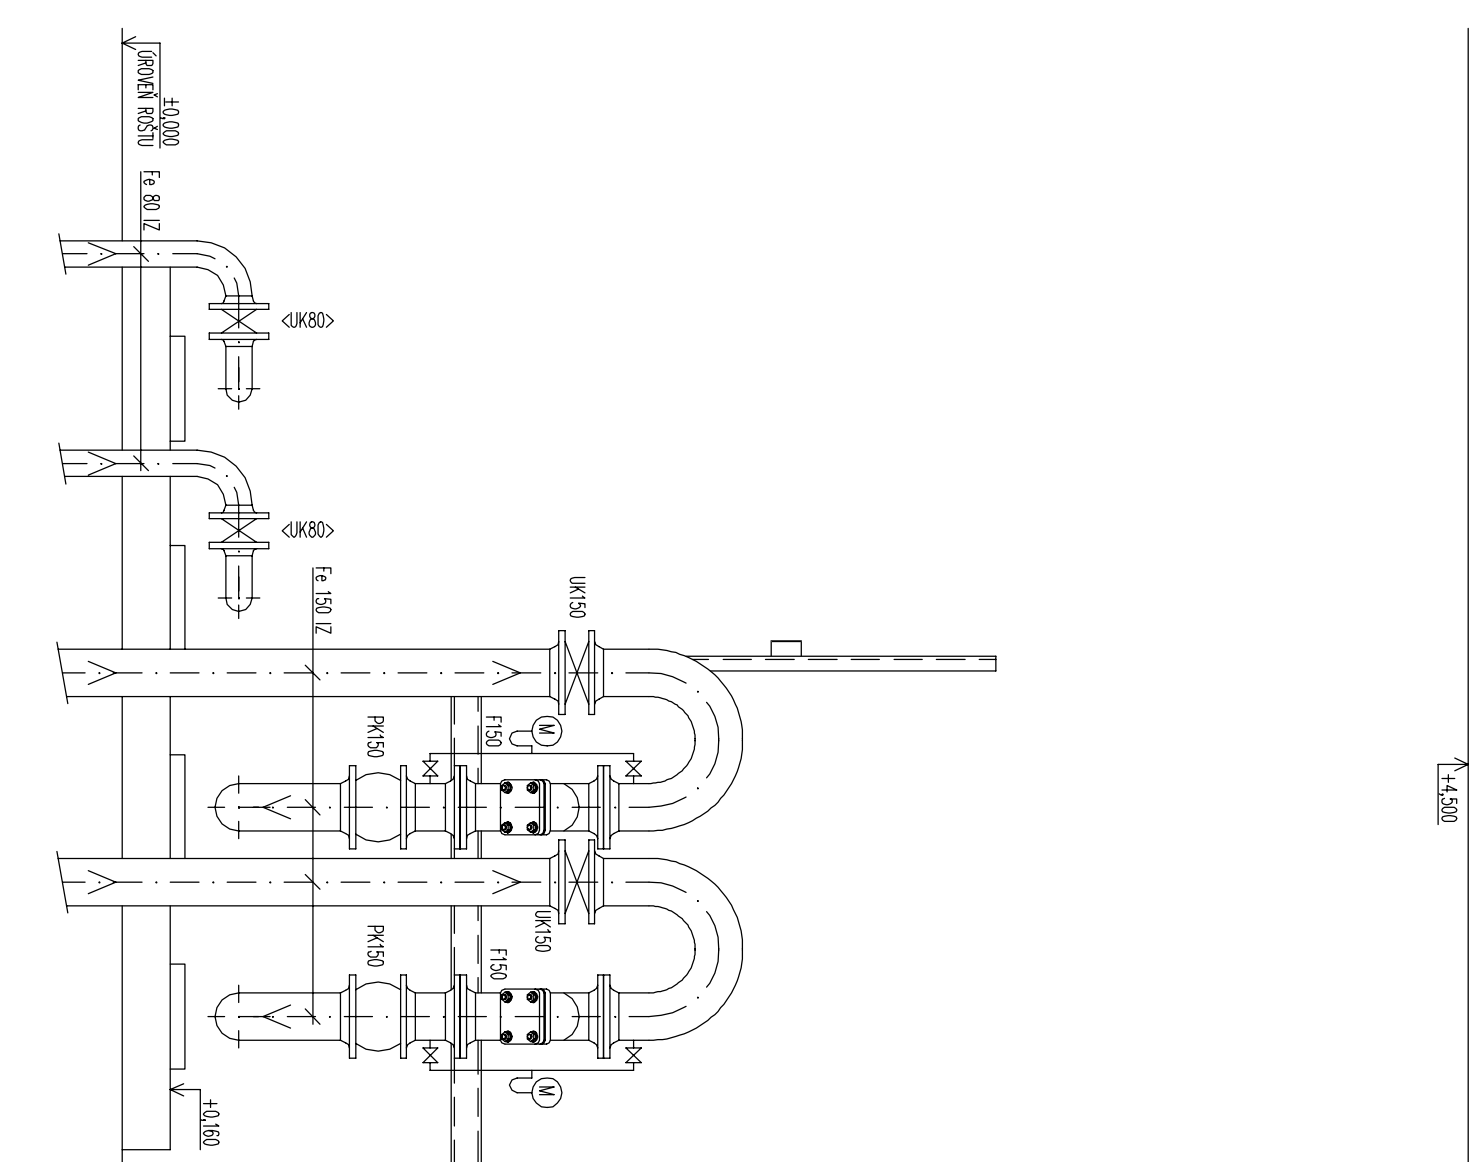 ±0,000
ÚROVEŇ ROŠTU
Fe 80 IZ
<UK80>
<UK80>
Fe 150 IZ
UK150
PK150
F150
M
+4,500
UK150
PK150
F150
M
+0,160